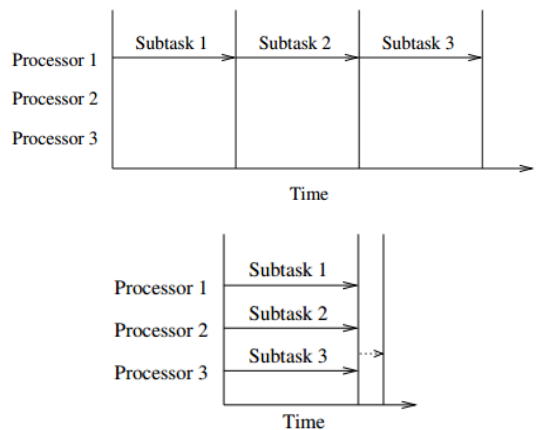 Subtask 1 Subtask 2 Subtask 3
Processor 1
Processor 2
Processor 3
Time
Subtask 1
Processor 1
Subtask 2
Processor 2
Subtask 3
Processor 3
Time